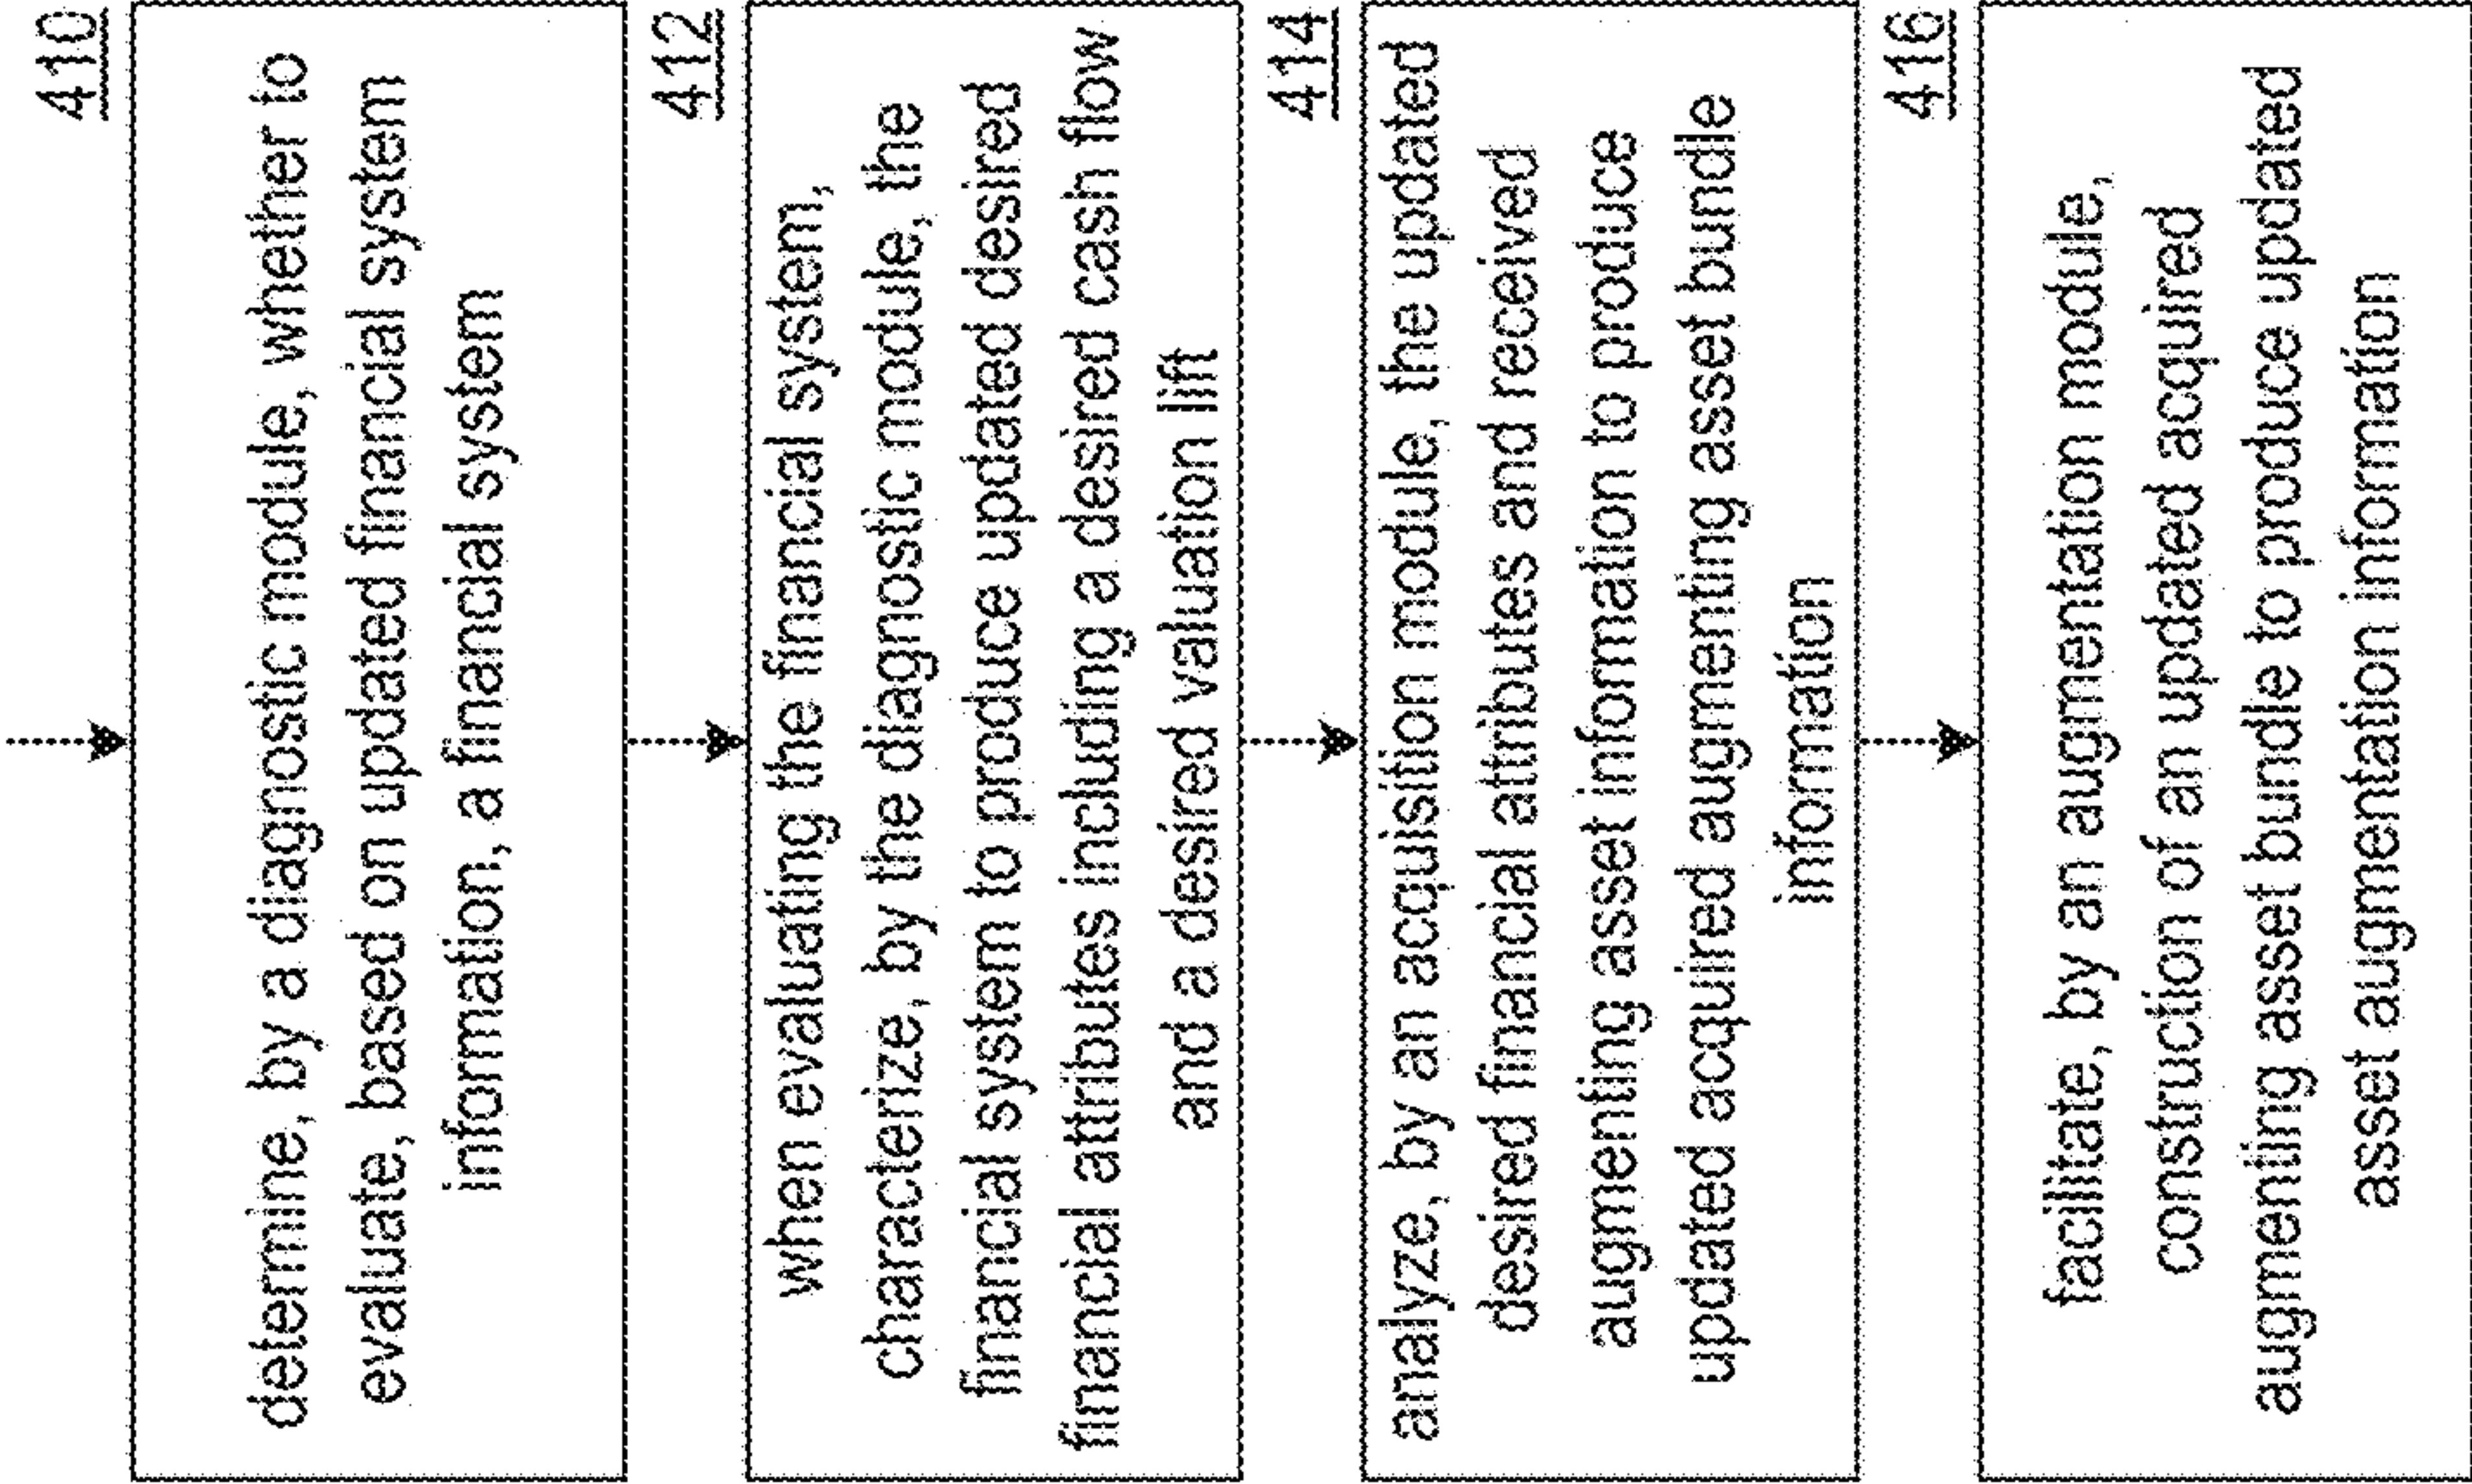 410
determine, by a diagnostic module, whether to
evaluate, based on updated financial system
information, a financial system
412
when evaluating the financial system,
characterize, by the diagnostic module, the
financial system to produce updated desired
financial attributes including a desired cash flow
and a desired valuation lift
414
analyze, by an acquisition module, the updated
desired financial attributes and received
augmenting asset information to produce
updated acquired augmenting asset bundle
information
416
facilitate, by an augmentation module,
construction of an updated acquired
augmenting asset bundle to produce updated
asset augmentation information